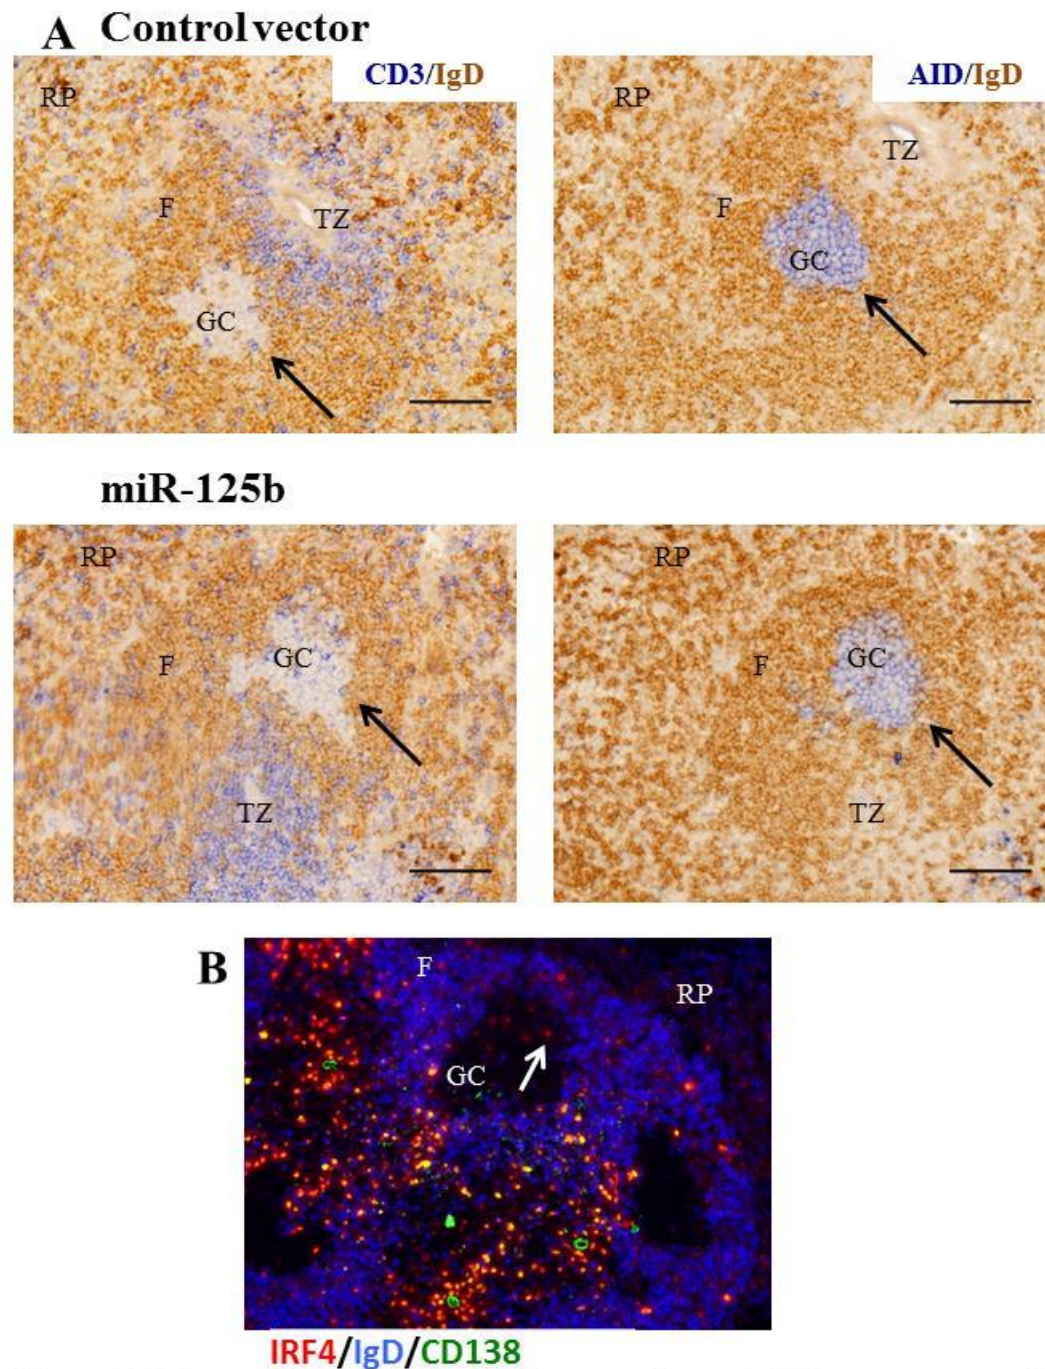 A Control vector
CD3/IgD
AID/IgD
RP
RP
TZ
F
TZ
F
GC
GC
miR-125b
RP
RP
F
GC
F
GC
TZ
TZ
B
F
RP
GC
IRF4/IgD/CD138